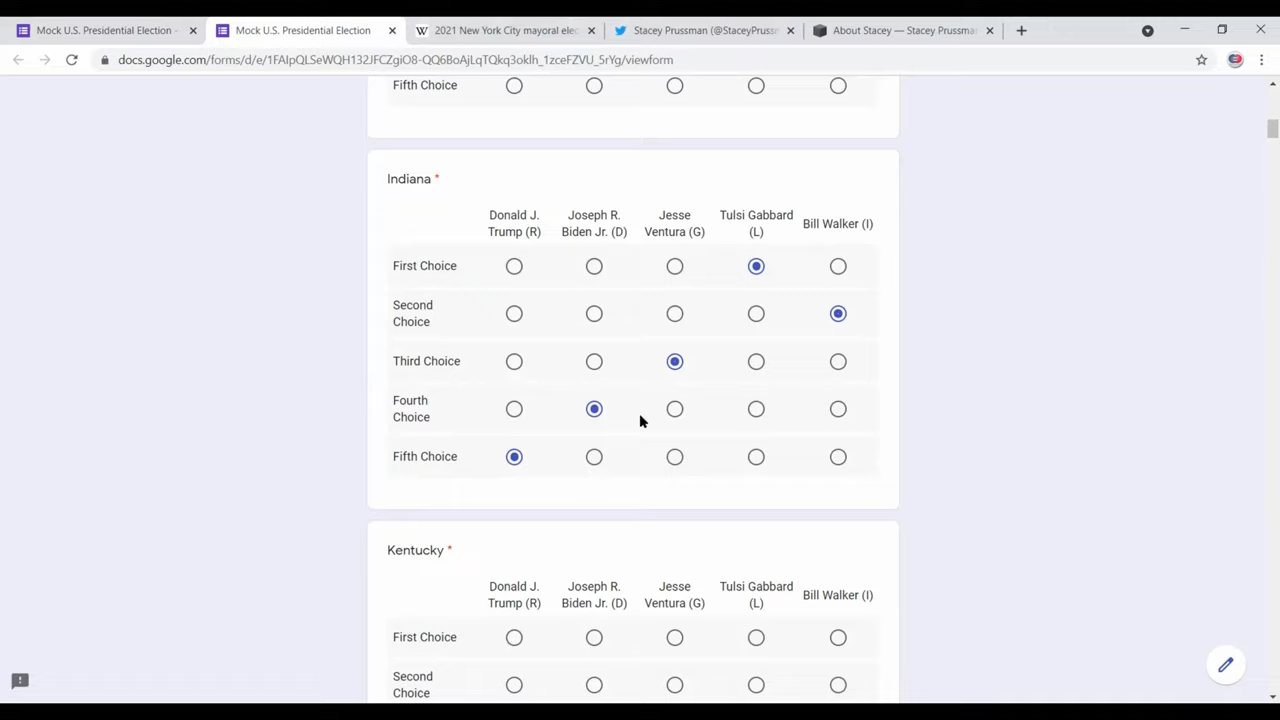 Mock U.S. Presidential Election -
Mock U.S. Presidential Election
2021 New York City mayoral elec
Stacey Prussman (@StaceyPrussm
About Stacey — Stacey Prussman
docs.google.com/forms/d/e/1FAIpQLSeWQH132JFCZgiO8-QQ6BoAjLqTQkq3oklh_1zceFZVU_5rYg/viewform
Fifth Choice
Indiana *
Donald J. Joseph R. Jesse Tulsi Gabbard Bill Walker (I)
Trump (R) Biden Jr. (D) Ventura (G) (L)
First Choice
Second
Choice
Third Choice
Fourth
Choice
Fifth Choice
Kentucky *
Donald J. Joseph R. Jesse Tulsi Gabbard Bill Walker (I)
Trump (R) Biden Jr. (D) Ventura (G) (L)
First Choice
Second
Choice